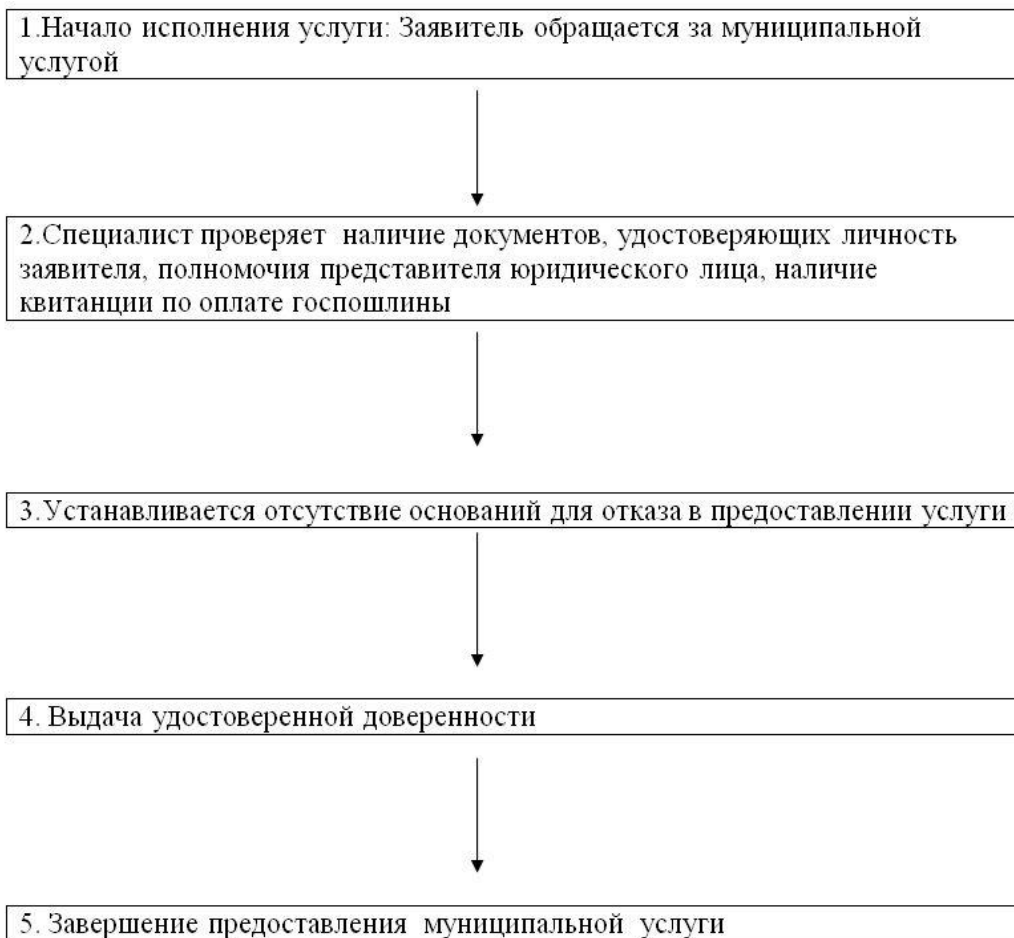 1.Начало исполнения услуги: Заявитель обращается за муниципальной
услугой
2.Специалист проверяет наличие документов, удостоверяющих личность
заявителя, полномочия представителя юридического лица, наличие
квитанции по оплате госпошлины
3.Устанавливается отсутствие оснований для отказа в предоставлении услуги
4. Выдача удостоверенной доверенности
5. Завершение предоставления муниципальной услуги